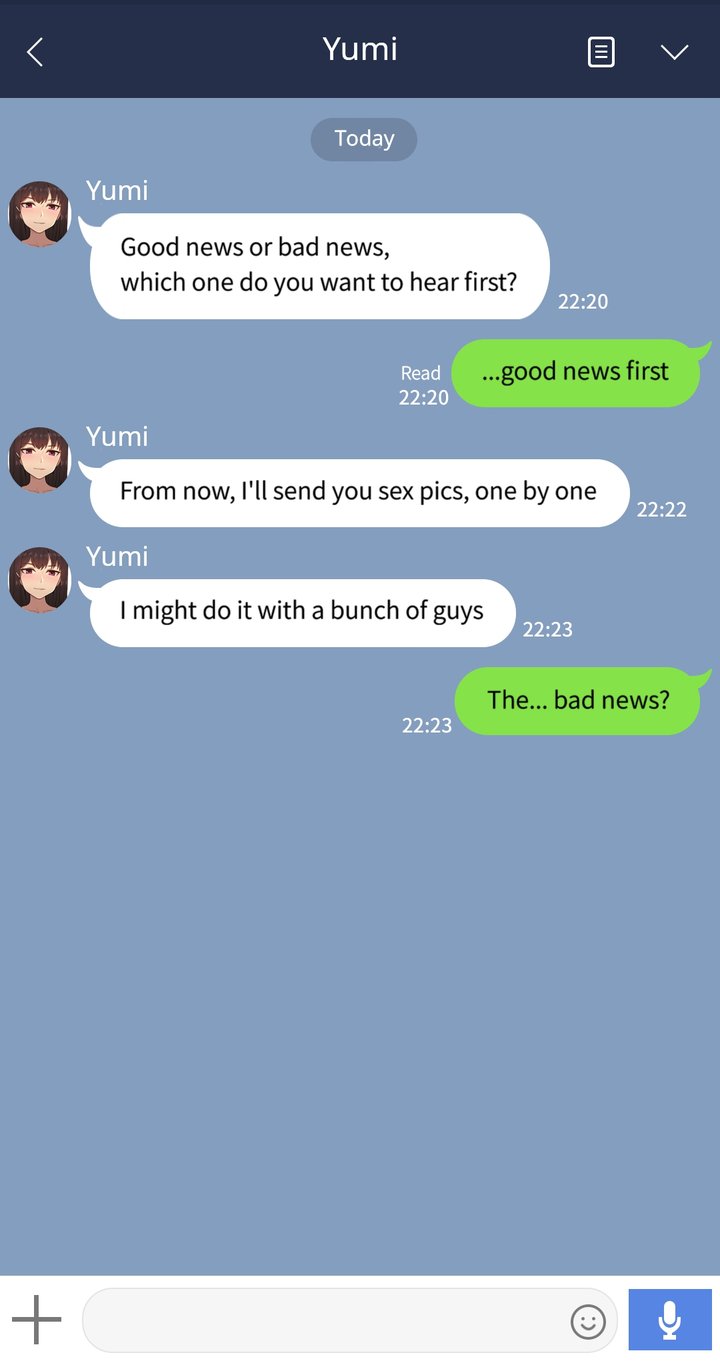 Yumi
Today
Yumi
Good news or bad news,
which one do you want to hear first?
22:20
...good news first
Read
22:20
Yumi
From now, I'll send you sex pics, one by one
22:22
Yumi
I might do it with a bunch of guys
22:23
The... bad news?
22:23